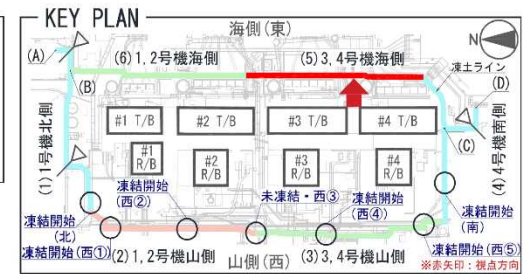 KEY PLAN
海側(東)
N
(A)
(6)1,2号機海側
(5)3,4号機海側
凍土ライン
(B)
(D)
#1 T/B
#2 T/B
#3 T/B
#4 T/B
(C)
(1)1号機北側
(4)4号機南側
#1
R/B
#2
R/B
#3
R/B
#4
R/B
凍結開始
(西②)
未凍結・西③
凍結開始
(西④)
凍結開始
(北)
凍結開始
(南)
凍結開始(西①)
(2)1,2号機山側
山側(西)
(3)3,4号機山側
凍結開始(西⑤)
※赤矢印:視点方向